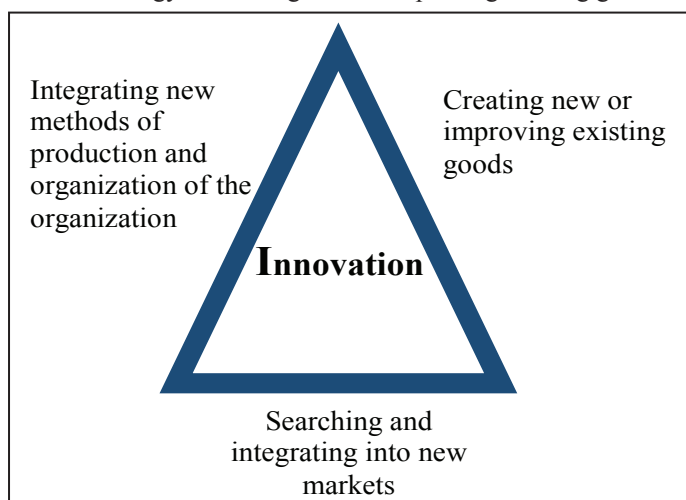 Integrating new
methods of
production and
organization of the
organization
Creating new or
improving existing
goods
Innovation
Searching and
integrating into new
markets